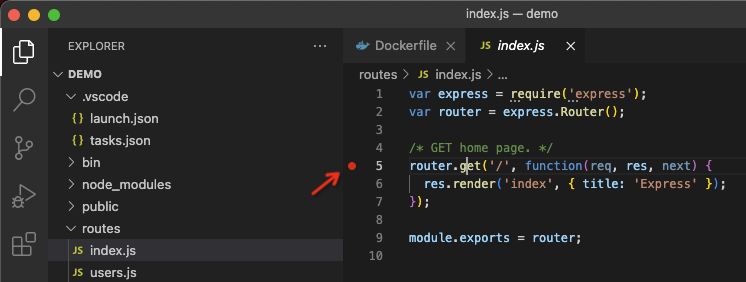 index.js — demo
EXPLORER
DEMO
.vscode
launch.json
tasks.json
bin
node_modules
public
routes
JS index.js
JS users.js
Dockerfile
JS index.js
routes > JS index.js > ...
1 var express = require('express');
2 var router = express.Router();
3
4 /* GET home page. */
5 router.get('/', function(req, res, next) {
6 res.render('index', { title: 'Express' });
7 });
8
9 module.exports = router;
10